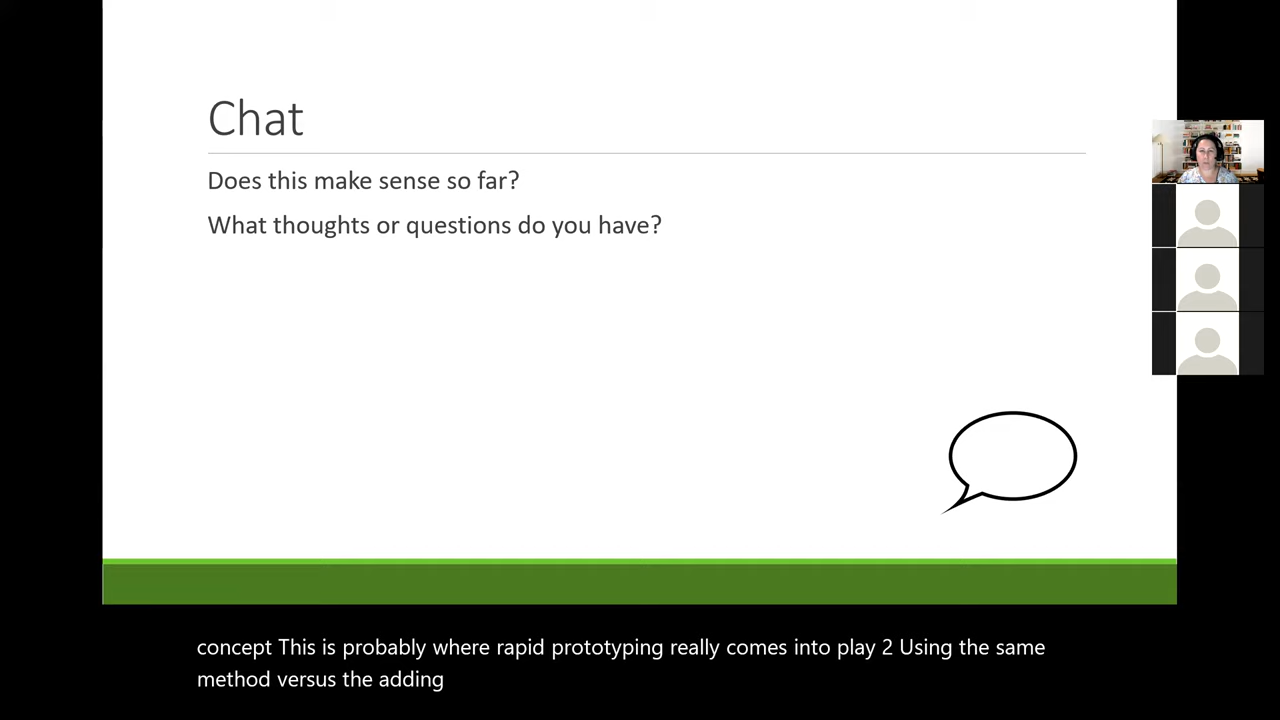 Chat
Does this make sense so far?
What thoughts or questions do you have?
concept This is probably where rapid prototyping really comes into play 2 Using the same
method versus the adding